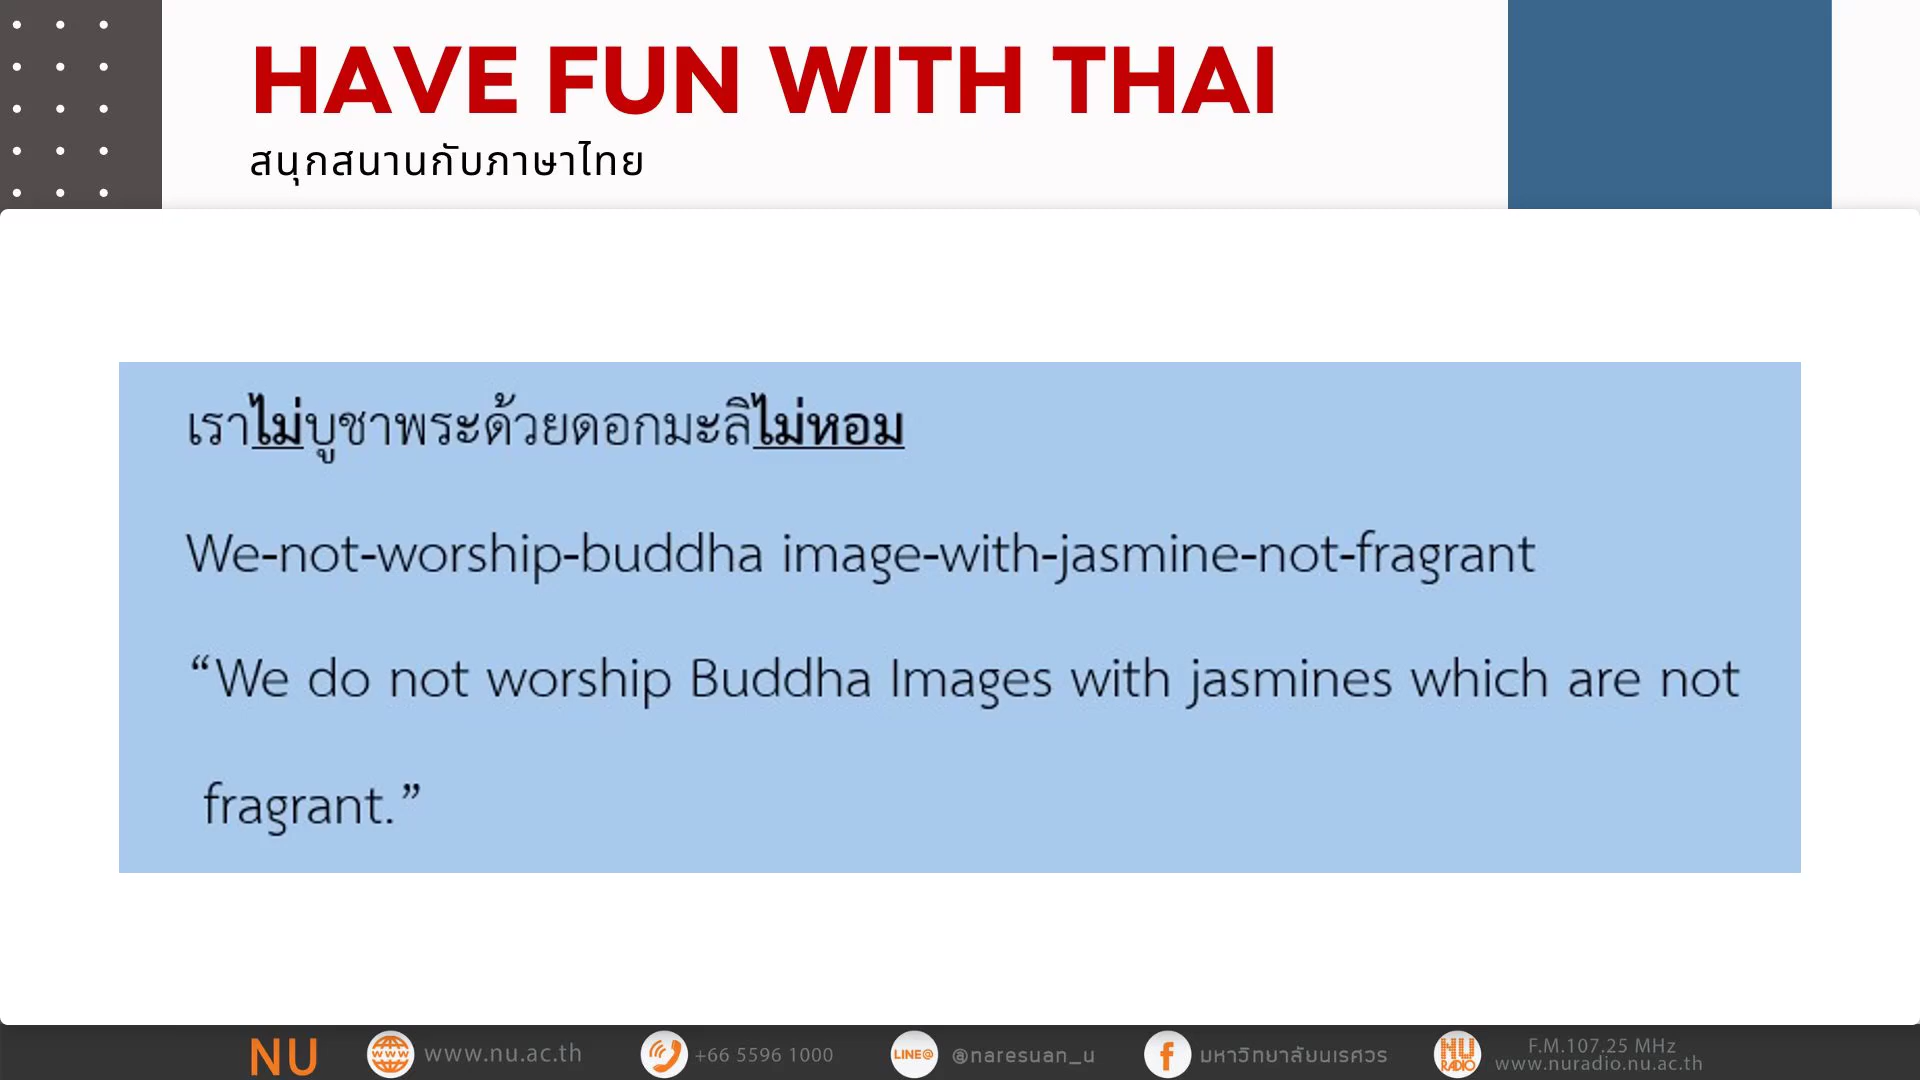 HAVE FUN WITH THAI
สนุกสนานกับภาษาไทย
เราไม่บูชาพระด้วยดอกมะลิไม่หอม
We-not-worship-buddha image-with-jasmine-not-fragrant
“We do not worship Buddha Images with jasmines which are not
fragrant.”
NU
www
www.nu.ac.th
+66 5596 1000
LINE@
@naresuan_u
f
มหาวิทยาลัยนเรศวร
NU
RADIO
F.M.107.25 MHz
www.nuradio.nu.ac.th